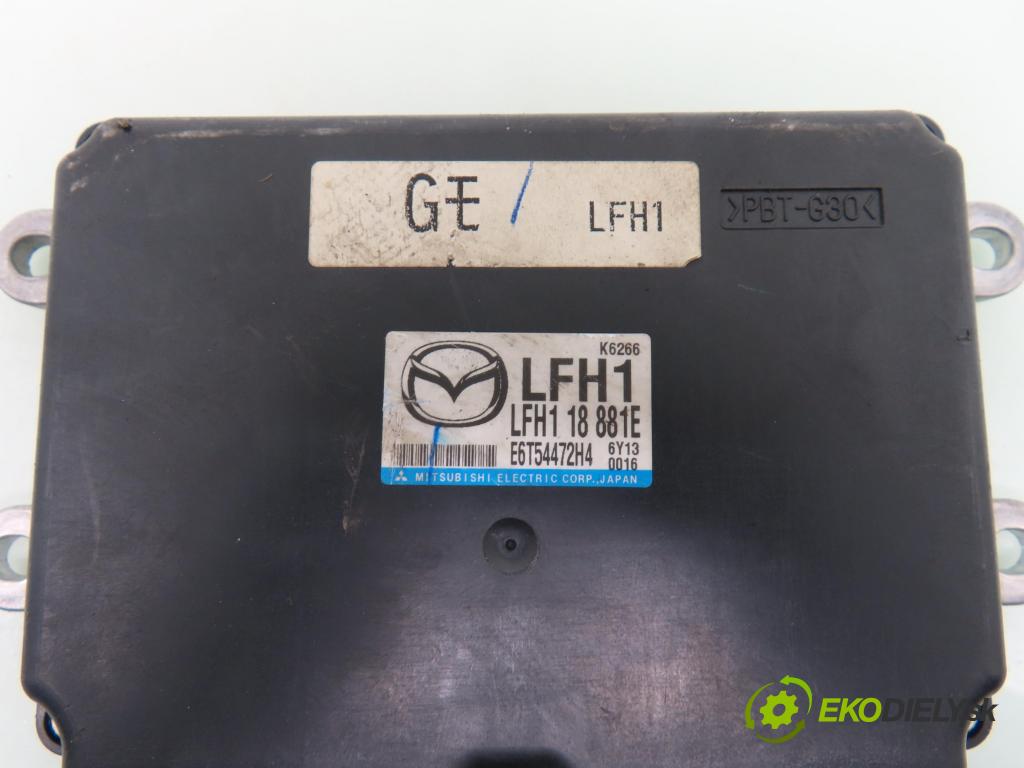 GE LFH1
>PBT-G30<
K6266
LFH1
LFH1 18 881E
E6T54472H4 6Y13
0016
MITSUBISHI ELECTRIC CORP.,JAPAN
EKODIELY.sk